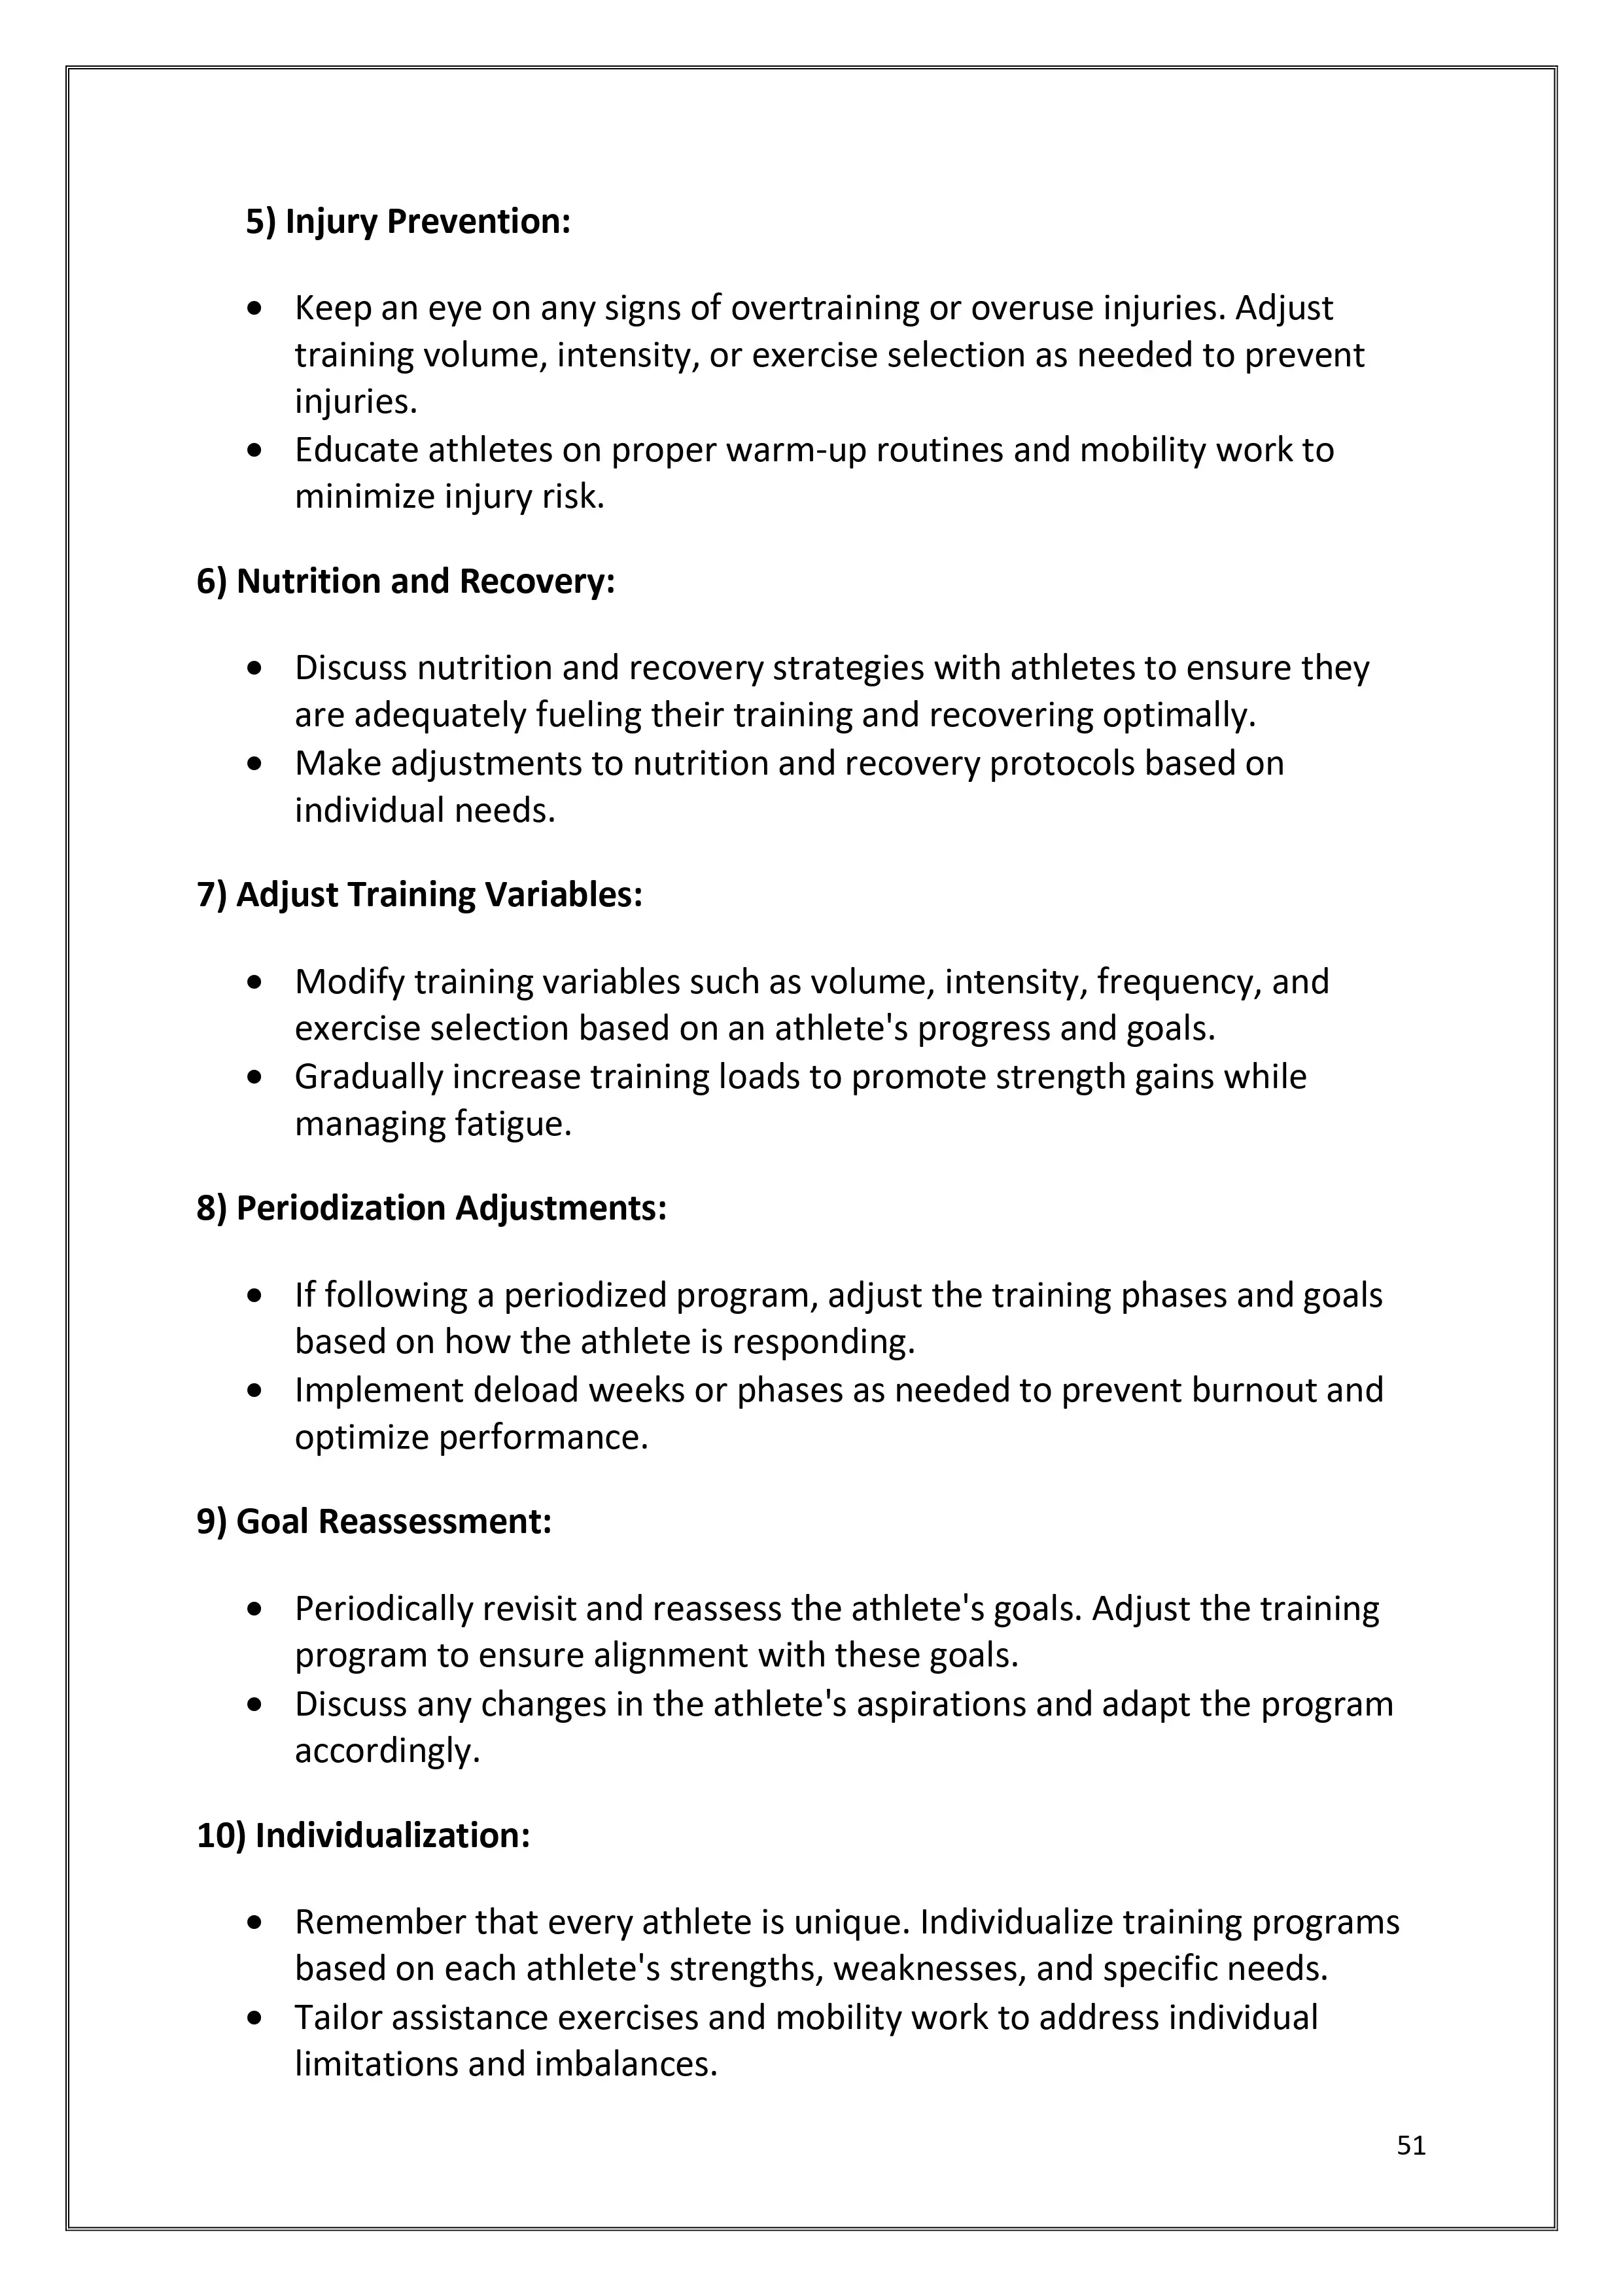 5) Injury Prevention:
• Keep an eye on any signs of overtraining or overuse injuries. Adjust
training volume, intensity, or exercise selection as needed to prevent
injuries.
• Educate athletes on proper warm-up routines and mobility work to
minimize injury risk.
6) Nutrition and Recovery:
• Discuss nutrition and recovery strategies with athletes to ensure they
are adequately fueling their training and recovering optimally.
• Make adjustments to nutrition and recovery protocols based on
individual needs.
7) Adjust Training Variables:
• Modify training variables such as volume, intensity, frequency, and
exercise selection based on an athlete's progress and goals.
• Gradually increase training loads to promote strength gains while
managing fatigue.
8) Periodization Adjustments:
• If following a periodized program, adjust the training phases and goals
based on how the athlete is responding.
• Implement deload weeks or phases as needed to prevent burnout and
optimize performance.
9) Goal Reassessment:
• Periodically revisit and reassess the athlete's goals. Adjust the training
program to ensure alignment with these goals.
• Discuss any changes in the athlete's aspirations and adapt the program
accordingly.
10) Individualization:
• Remember that every athlete is unique. Individualize training programs
based on each athlete's strengths, weaknesses, and specific needs.
• Tailor assistance exercises and mobility work to address individual
limitations and imbalances.
51